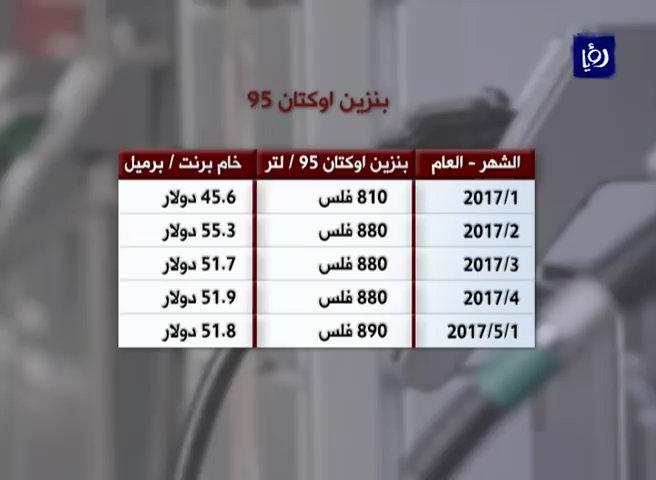 رؤيا
بنزين اوكتان 95
الشهر - العام بنزين اوكتان 95 / لتر خام برنت / برميل
2017/1 810 فلس 45.6 دولار
2017/2 880 فلس 55.3 دولار
2017/3 880 فلس 51.7 دولار
2017/4 880 فلس 51.9 دولار
2017/5/1 890 فلس 51.8 دولار